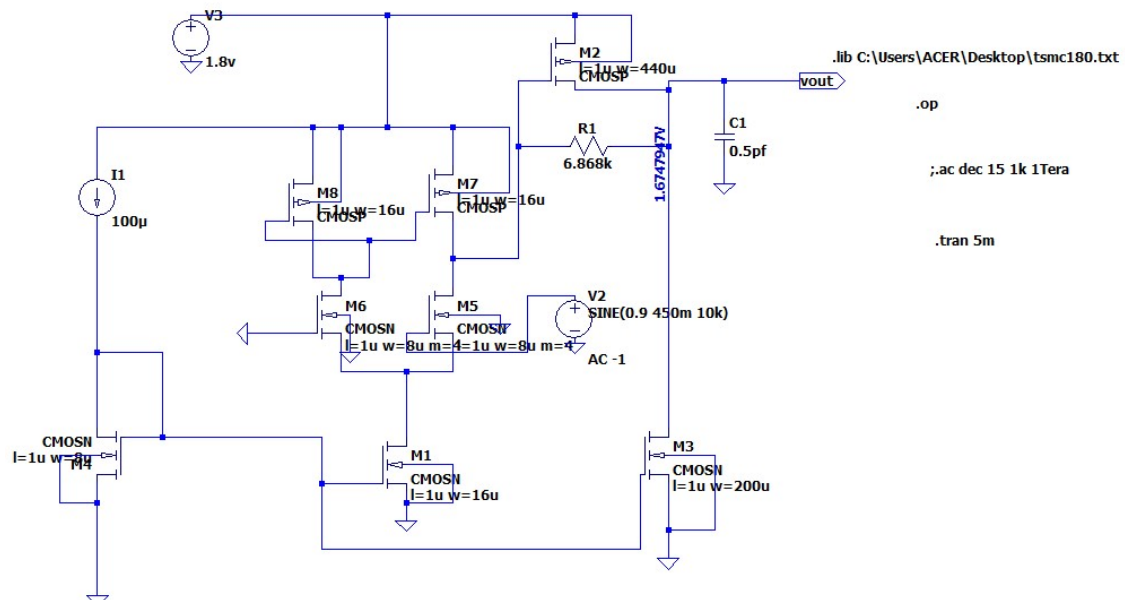 V3
1.8v
M2
l=1u w=440u
CMOSP
.lib C:\Users\ACER\Desktop\tsmc180.txt
vout
.op
C1
0.5pf
R1
6.868k
1.6747947V
;.ac dec 15 1k 1Tera
.tran 5m
I1
100µ
M8
l=1u w=16u
CMOSP
M7
l=1u w=16u
CMOSP
M6
CMOSN
l=1u w=8u m=4
M5
CMOSN
l=1u w=8u m=4
V2
SINE(0.9 450m 10k)
AC -1
CMOSN
l=1u w=8u
M4
M1
CMOSN
l=1u w=16u
M3
CMOSN
l=1u w=200u